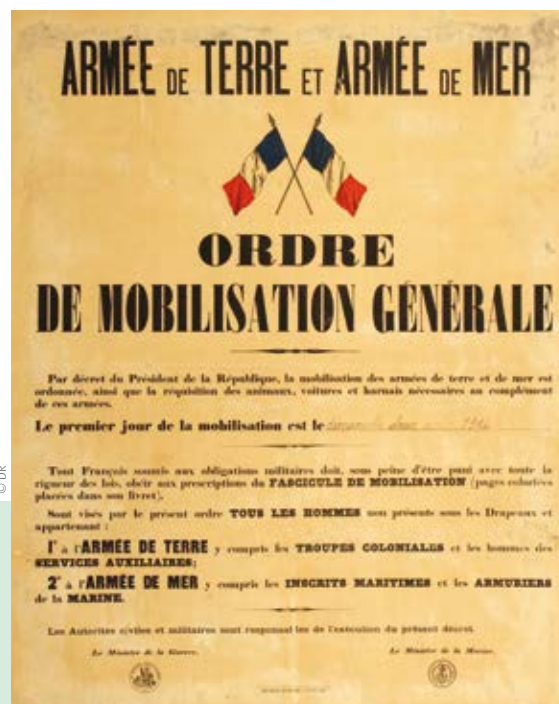 ARMÉE DE TERRE ET ARMÉE DE MER
ORDRE
DE MOBILISATION GÉNÉRALE
Par décret du Président de la République, la mobilisation des armées de terre et de mer est
ordonnée, ainsi que la réquisition des animaux, voitures et harnais nécessaires au complément
de ces armées.
Le premier jour de la mobilisation est le
Tout Français soumis aux obligations militaires doit, sous peine d'être puni avec toute la
rigueur des lois, obéir aux prescriptions du FASCICULE DE MOBILISATION (pages coloriées
placées dans son livret).
Sont visés par le présent ordre TOUS LES HOMMES non présents sous les Drapeaux et
appartenant :
1° à l'ARMÉE DE TERRE y compris les TROUPES COLONIALES et les hommes des
SERVICES AUXILIAIRES;
2° à l'ARMÉE DE MER y compris les INSCRITS MARITIMES et les ARMURIERS
de la MARINE.
Les Autorités civiles et militaires sont responsables de l'exécution du présent décret.
Le Ministre de la Guerre, Le Ministre de la Marine,
© DR